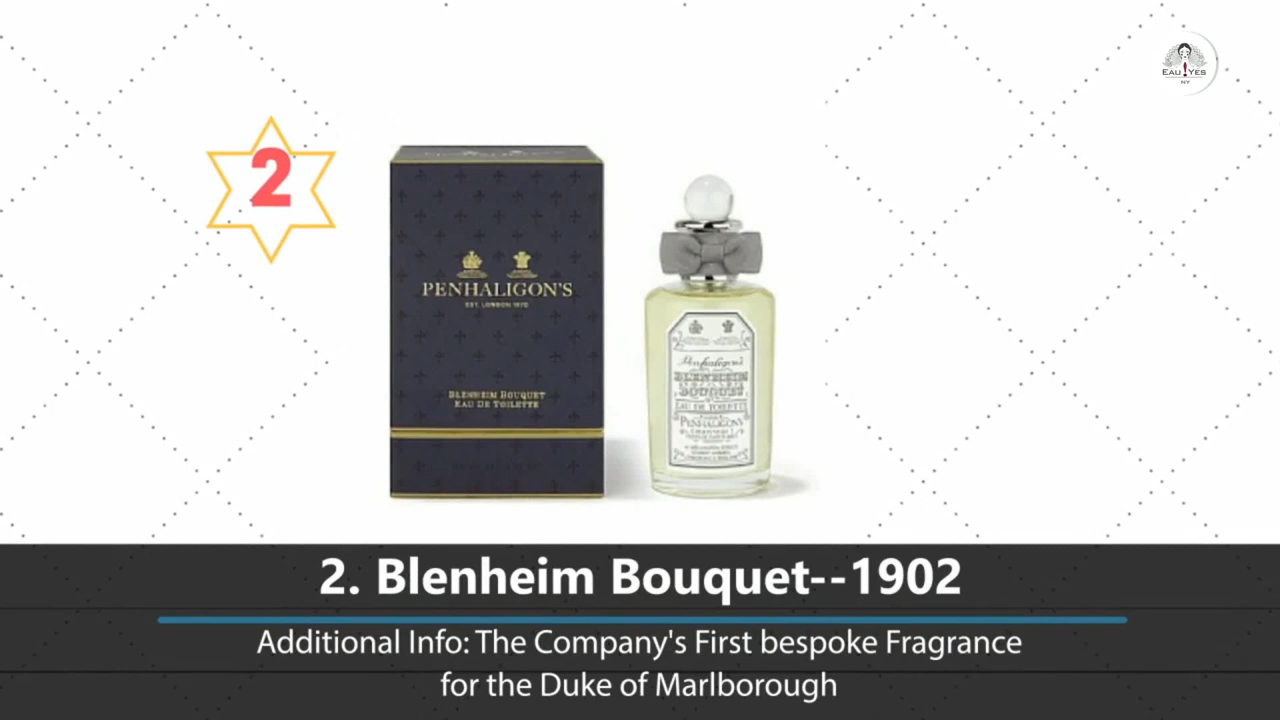 EAU YES
NY
2
PENHALIGON'S
EST. LONDON 1870
BLENHEIM BOUQUET
EAU DE TOILETTE
Penhaligon's
BLENHEIM
BOUQUET
EAU DE TOILETTE
PENHALIGON'S
2. Blenheim Bouquet--1902
Additional Info: The Company's First bespoke Fragrance
for the Duke of Marlborough